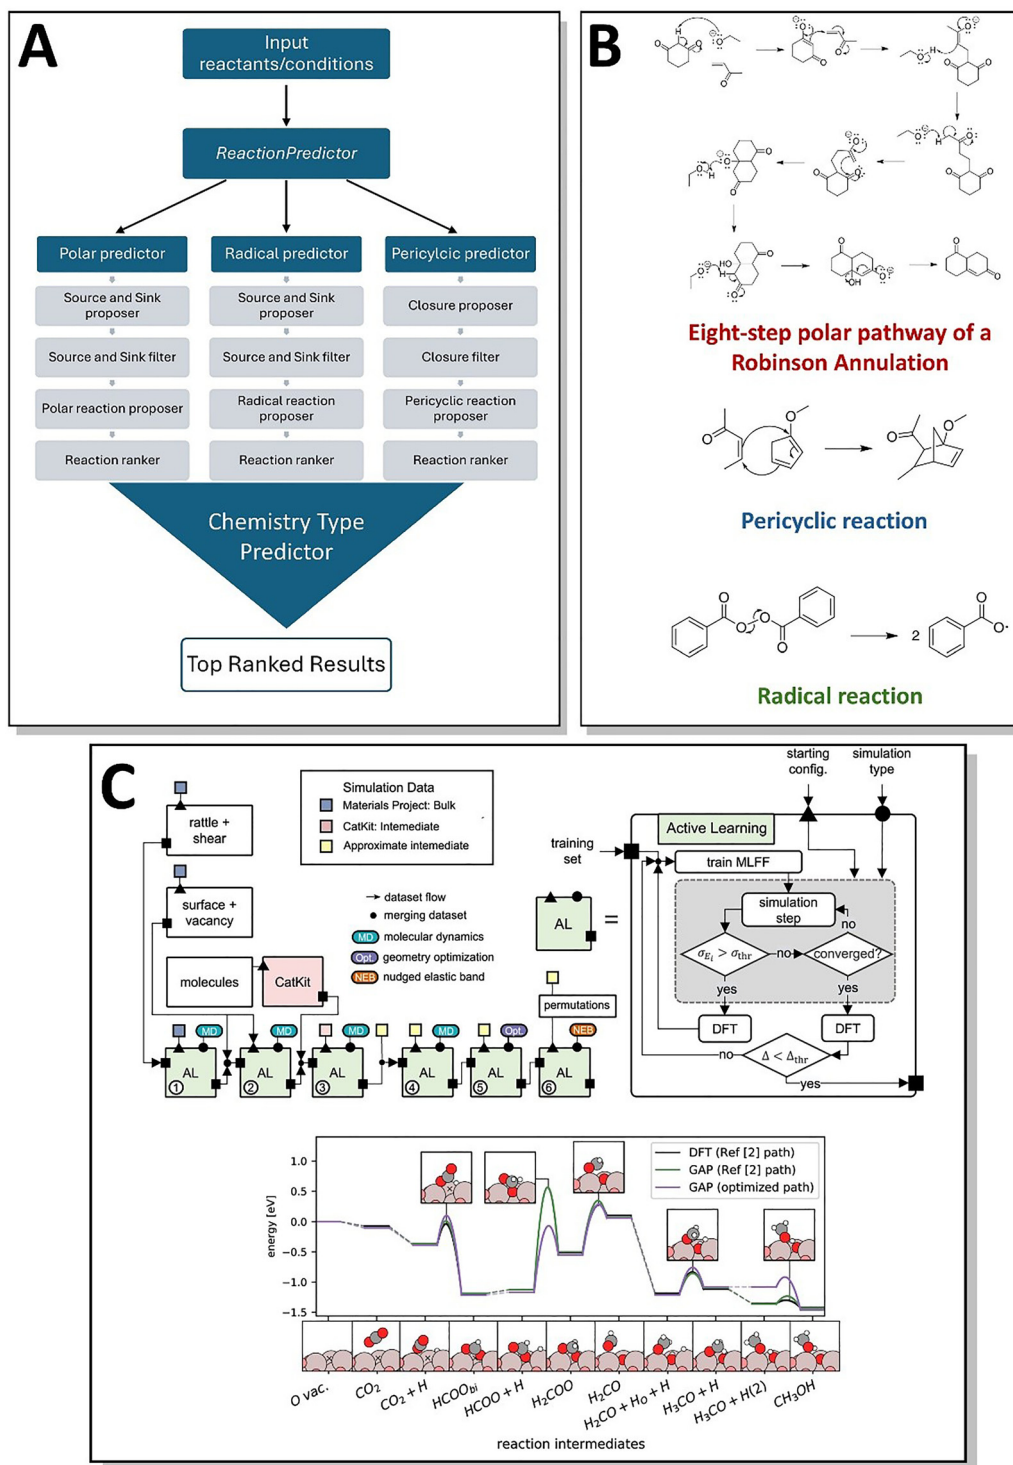 A
Input
reactants/conditions
ReactionPredictor
Polar predictor
Radical predictor
Pericylcic predictor
Source and Sink
proposer
Source and Sink
proposer
Closure proposer
Source and Sink filter
Source and Sink filter
Closure filter
Polar reaction proposer
Radical reaction
proposer
Pericyclic reaction
proposer
Reaction ranker
Reaction ranker
Reaction ranker
Chemistry Type
Predictor
Top Ranked Results
B
Eight-step polar pathway of a
Robinson Annulation
Pericyclic reaction
2
Radical reaction
C
rattle +
shear
surface +
vacancy
molecules
CatKit
Simulation Data
Materials Project: Bulk
CatKit: Intemediate
Approximate intemediate
dataset flow
merging dataset
MD molecular dynamics
Opt. geometry optimization
NEB nudged elastic band
permutations
MD
MD
MD
MD
Opt.
NEB
AL
AL
AL
AL
AL
AL
1
2
3
4
5
6
AL
=
starting
config.
simulation
type
training
set
Active Learning
train MLFF
simulation
step
no
σEi > σthr
no
converged?
yes
yes
DFT
DFT
no
Δ < Δthr
yes
DFT (Ref [2] path)
GAP (Ref [2] path)
GAP (optimized path)
energy [eV]
1.0
0.5
0.0
−0.5
−1.0
−1.5
O vac.
CO2
CO2 + H
HCOObi
HCOO + H
H2COO
H2CO
H2CO + HO + H
H3CO + H
H3CO + H(2)
CH3OH
reaction intermediates